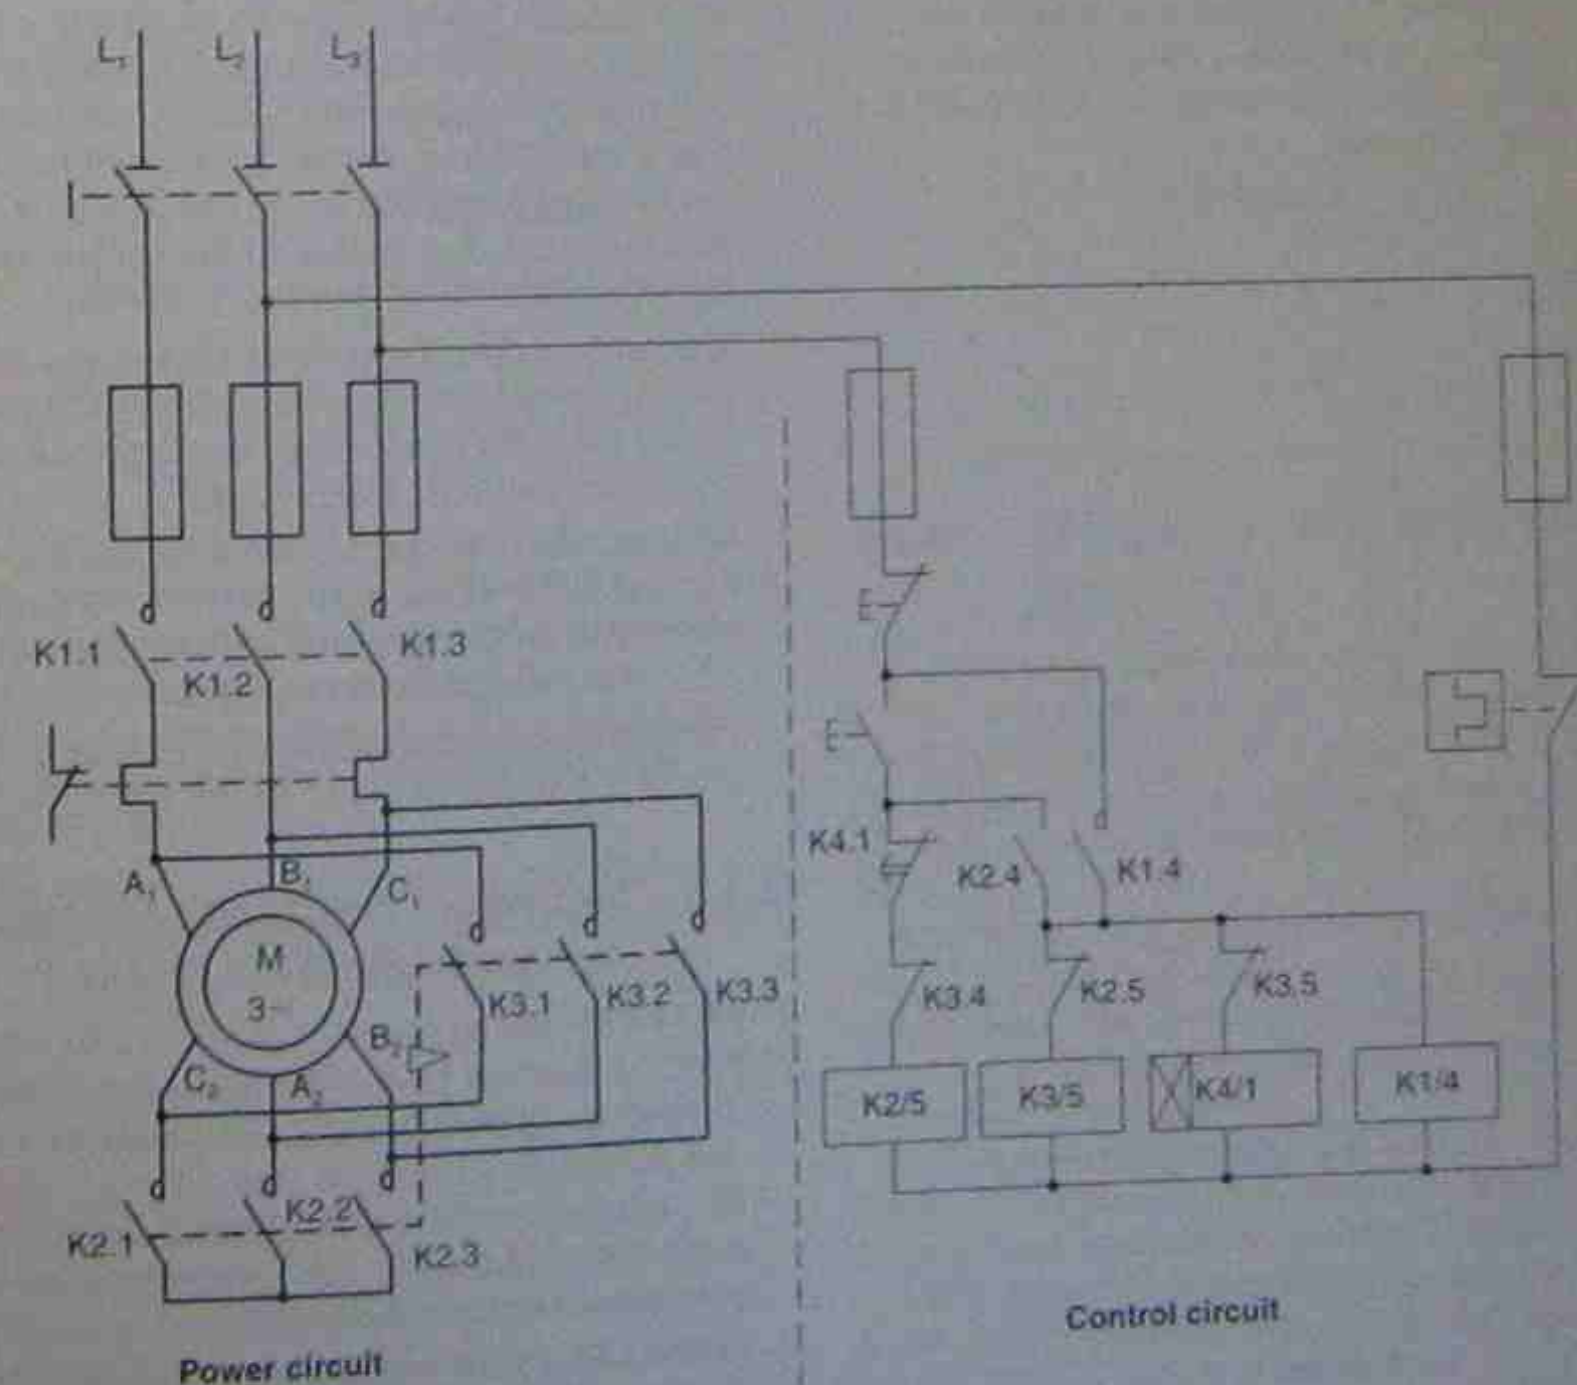 L₁ L₂ L₃
K1.1
K1.2
K1.3
A₁
B₁
C₁
M
3~
K3.1
K3.2
K3.3
B₂
C₂
A₂
K2.1
K2.2
K2.3
Power circuit
K4.1
K2.4
K1.4
K3.4
K2.5
K3.5
K2/5
K3/5
K4/1
K1/4
Control circuit